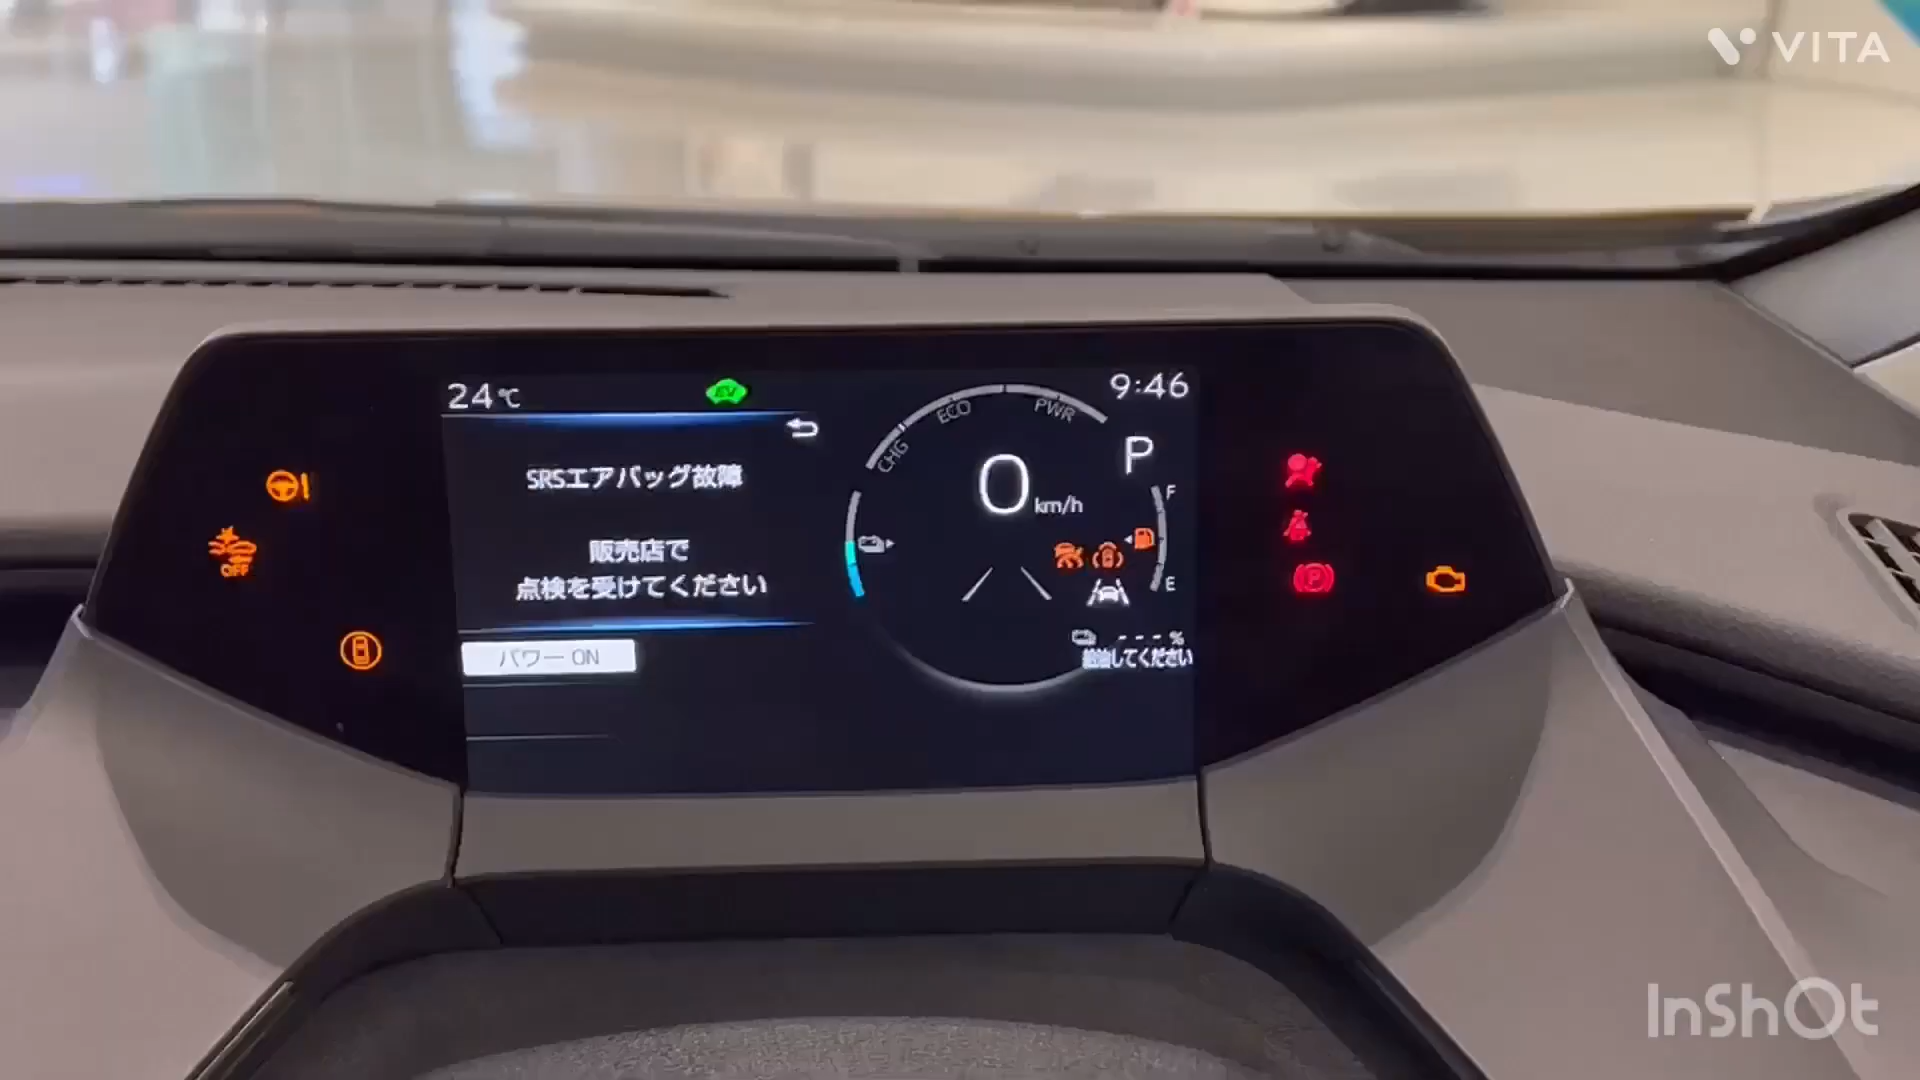 VITA
24℃
EV
9:46
CHG
ECO
PWR
P
SRSエアバッグ故障
0
km/h
F
販売店で
点検を受けてください
OFF
E
---%
給油してください
パワー ON
InShOt